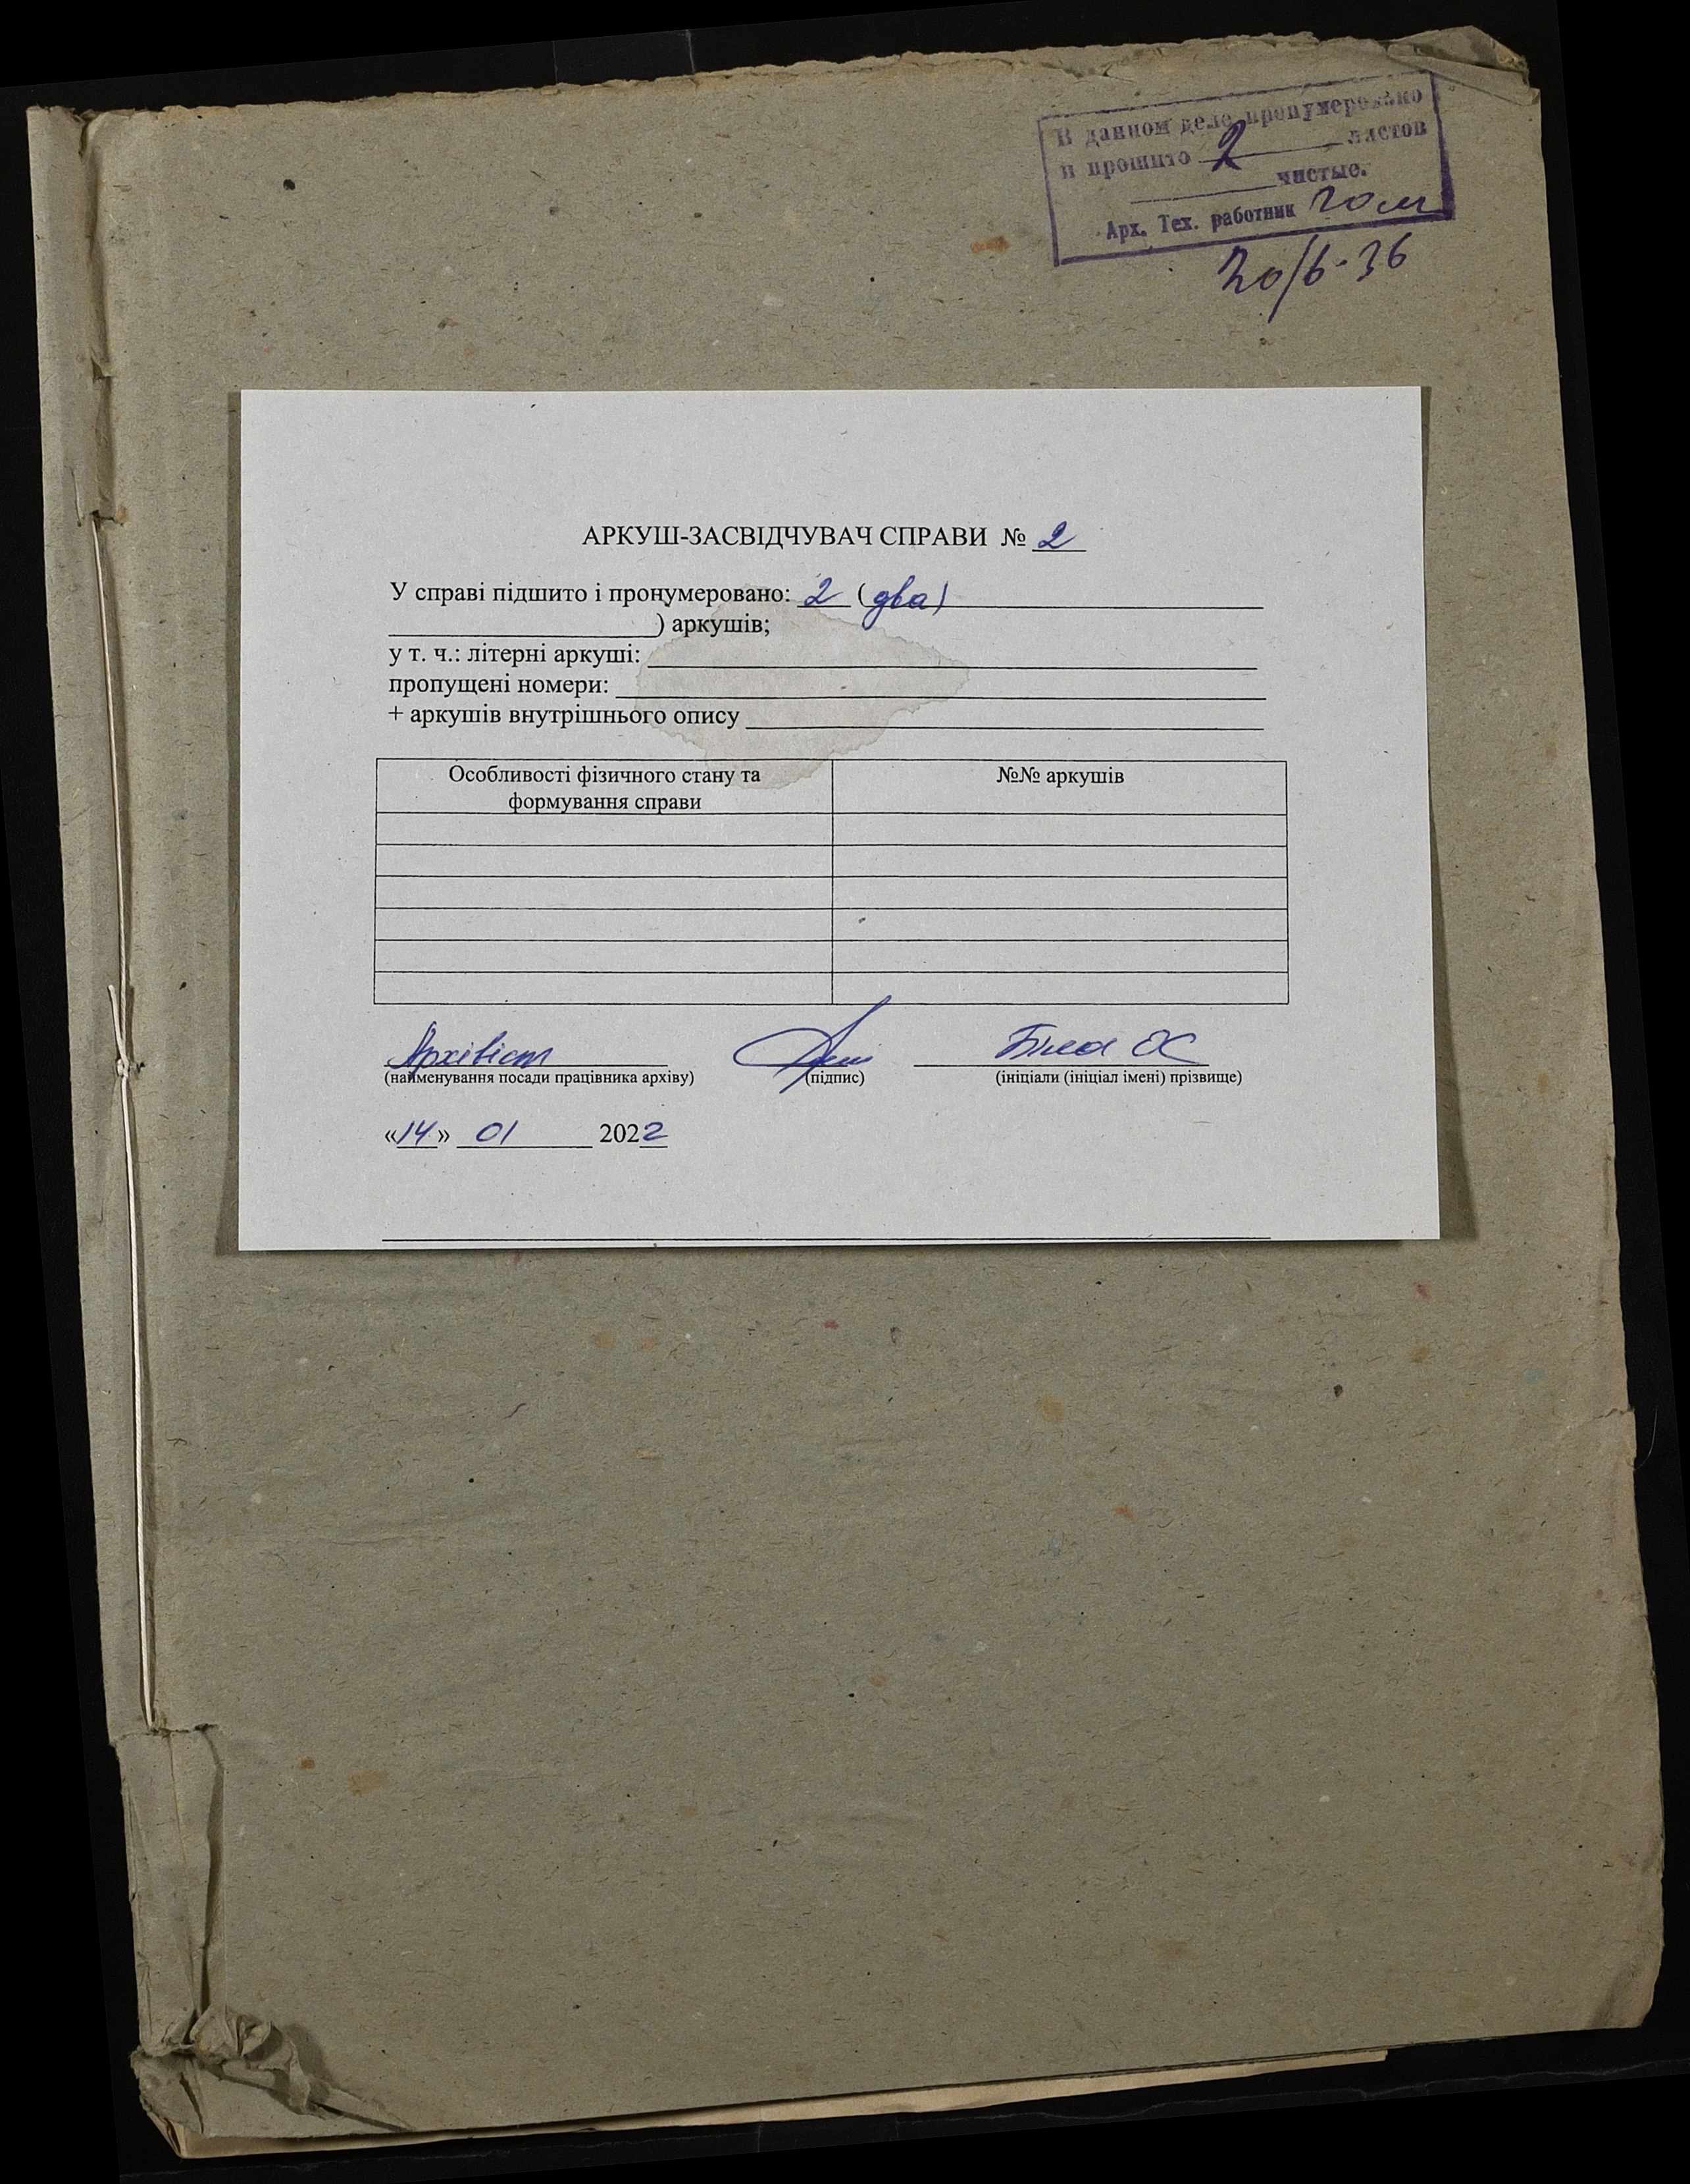 В данном деле пронумеровано
и прошито 2 листов
чистые.
Арх. Тех. работник
20/6-36
АРКУШ-ЗАСВІДЧУВАЧ СПРАВИ № 2
У справі підшито і пронумеровано: 2 (два)
) аркушів;
у т. ч.: літерні аркуші:
пропущені номери:
+ аркушів внутрішнього опису
Особливості фізичного стану та
формування справи
№№ аркушів
Архівіст Біла ОС
(найменування посади працівника архіву) (підпис) (ініціали (ініціал імені) прізвище)
«14» 01 2022